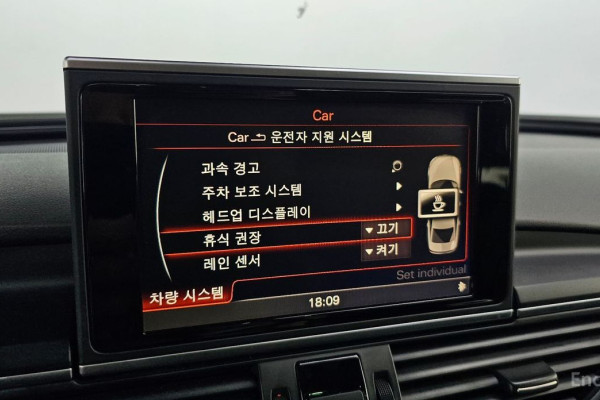 Car
Car 운전자 지원 시스템
과속 경고
주차 보조 시스템
헤드업 디스플레이
휴식 권장 끄기
레인 센서 켜기
Set individual
차량 시스템
18:09